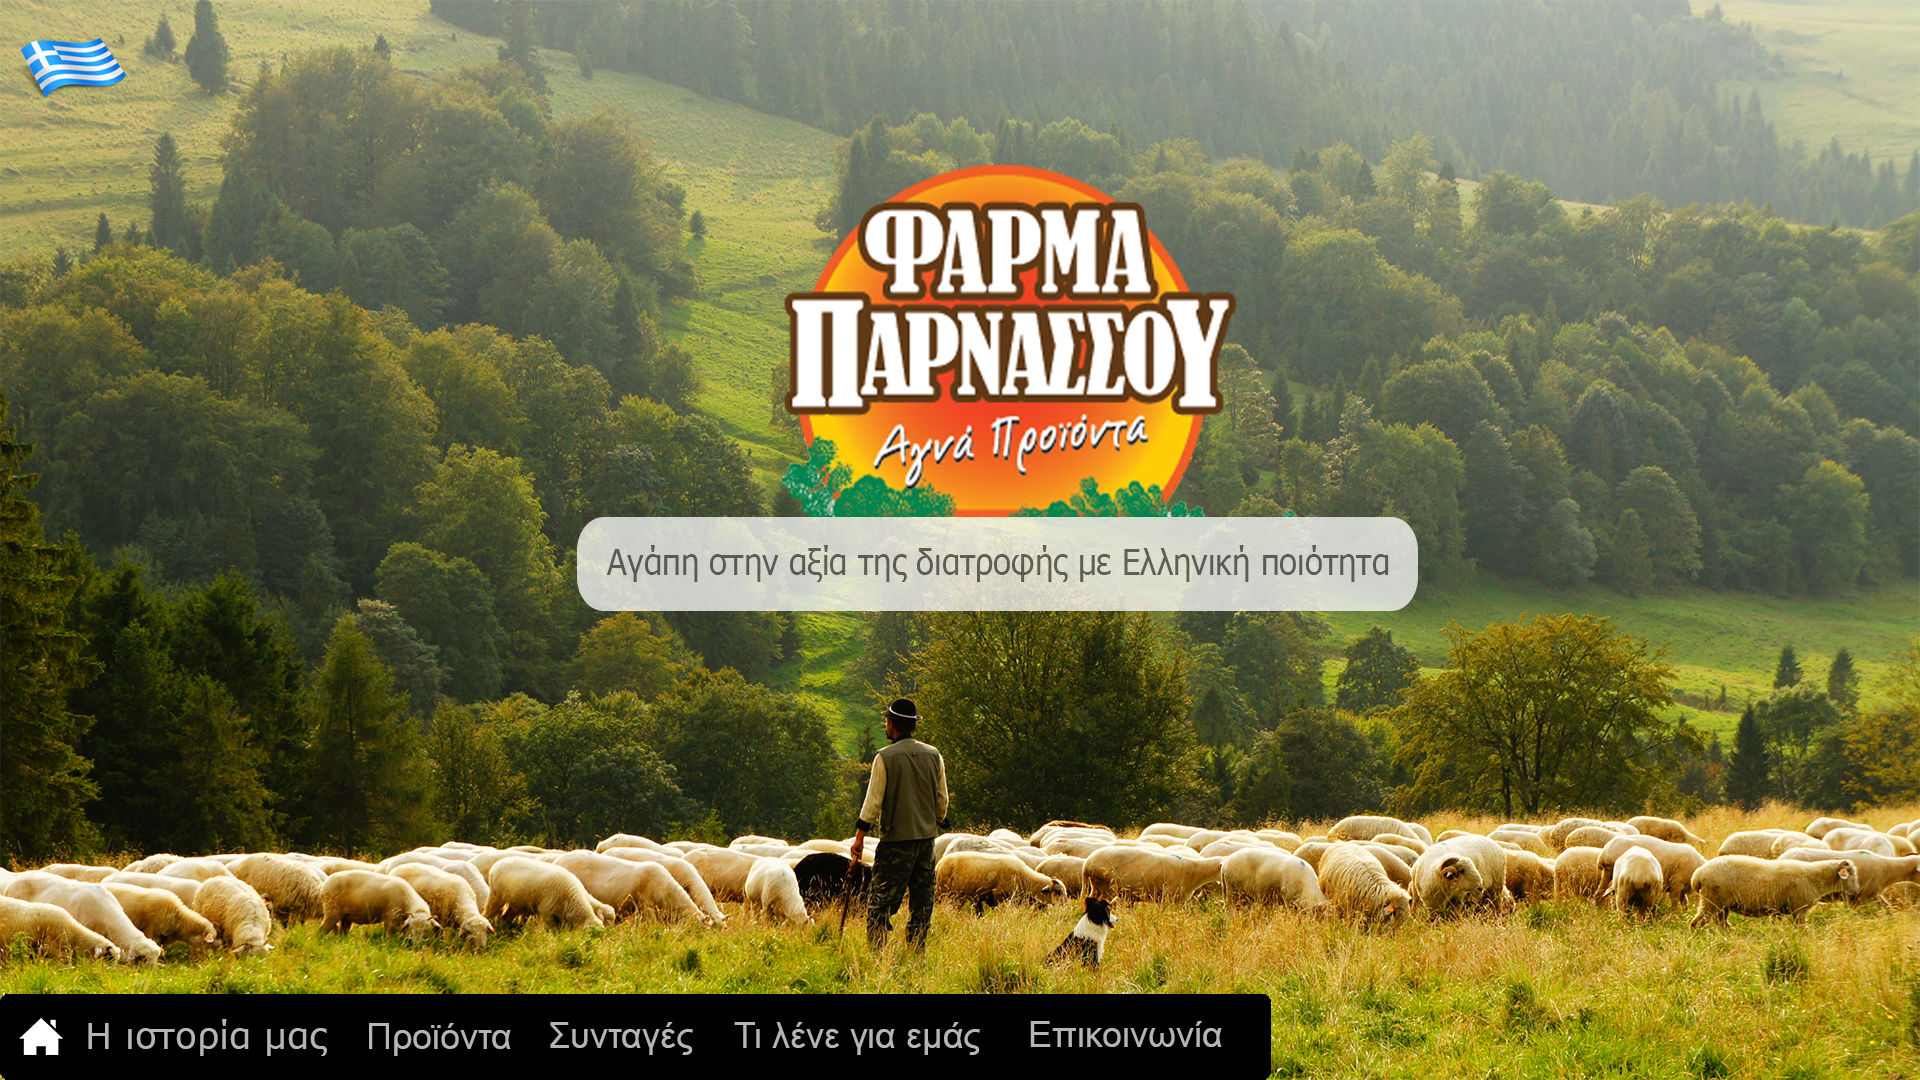 ΦΑΡΜΑ
ΠΑΡΝΑΣΣΟΥ
Αγνά Προϊόντα
Αγάπη στην αξία της διατροφής με Ελληνική ποιότητα
Η ιστορία μας Προϊόντα Συνταγές Τι λένε για εμάς Επικοινωνία